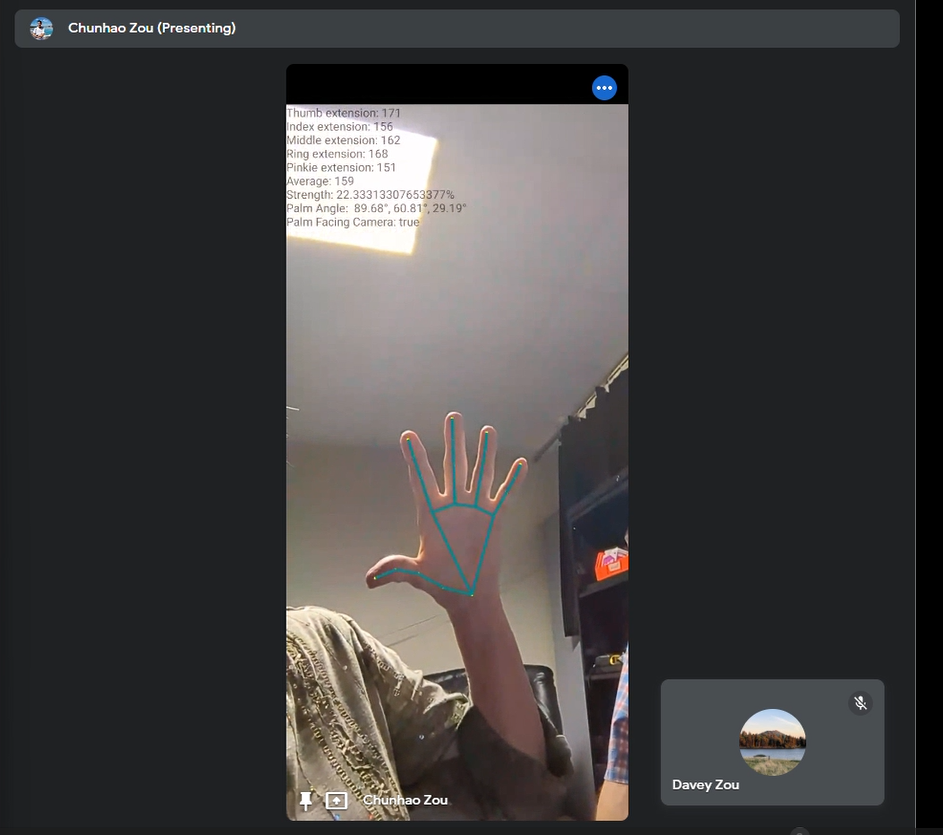 Chunhao Zou (Presenting)
Thumb extension: 171
Index extension: 156
Middle extension: 162
Ring extension: 168
Pinkie extension: 151
Average: 159
Strength: 22.33313307653377%
Palm Angle:  89.68°, 60.81°, 29.19°
Palm Facing Camera: true
Chunhao Zou
Davey Zou